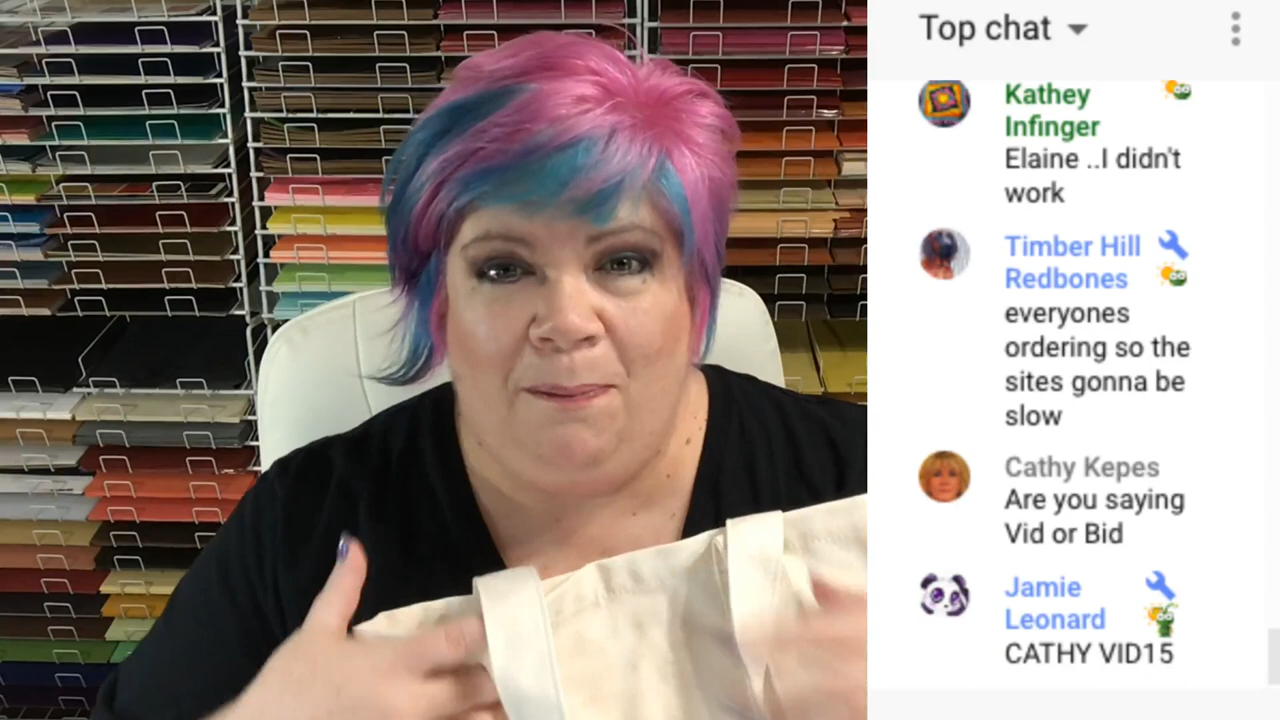 Top chat
Kathey
Infinger
Elaine ..I didn't
work
Timber Hill
Redbones
everyones
ordering so the
sites gonna be
slow
Cathy Kepes
Are you saying
Vid or Bid
Jamie
Leonard
CATHY VID15